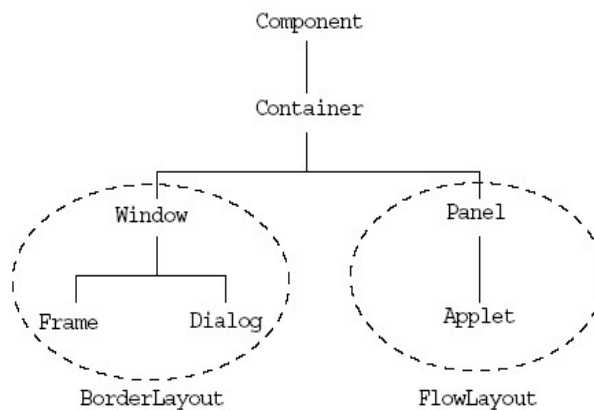 Component
Container
Window Panel
Frame Dialog Applet
BorderLayout FlowLayout